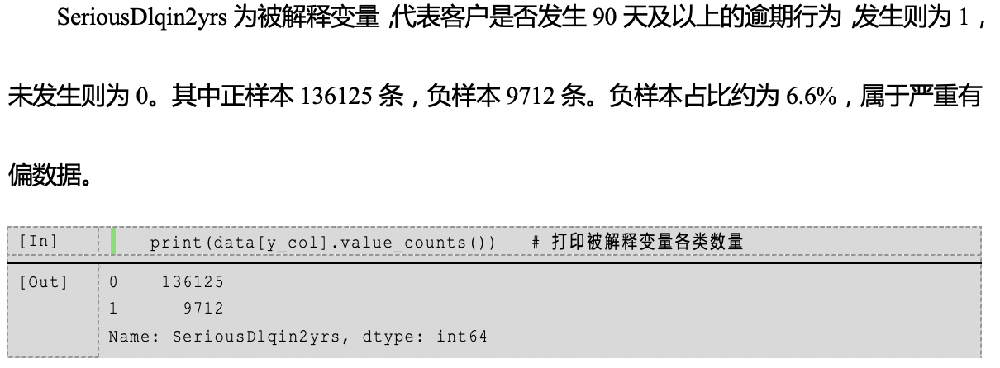 SeriousDlqin2yrs 为被解释变量,代表客户是否发生 90 天及以上的逾期行为,发生则为 1，
未发生则为 0。其中正样本 136125 条，负样本 9712 条。负样本占比约为 6.6%，属于严重有
偏数据。
[In] print(data[y_col].value_counts()) # 打印被解释变量各类数量
[Out] 0 136125
1 9712
Name: SeriousDlqin2yrs, dtype: int64